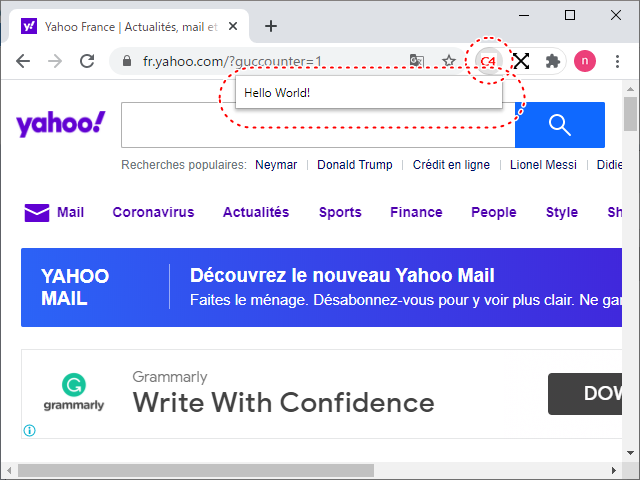 Yahoo France | Actualités, mail et
fr.yahoo.com/?guccounter=1
C4
n
Hello World!
yahoo!
Recherches populaires: Neymar Donald Trump Crédit en ligne Lionel Messi Didie
Mail Coronavirus Actualités Sports Finance People Style Sh
YAHOO
MAIL
Découvrez le nouveau Yahoo Mail
Faites le ménage. Désabonnez-vous pour y voir plus clair. Ne gar
grammarly
Grammarly
Write With Confidence
DOW